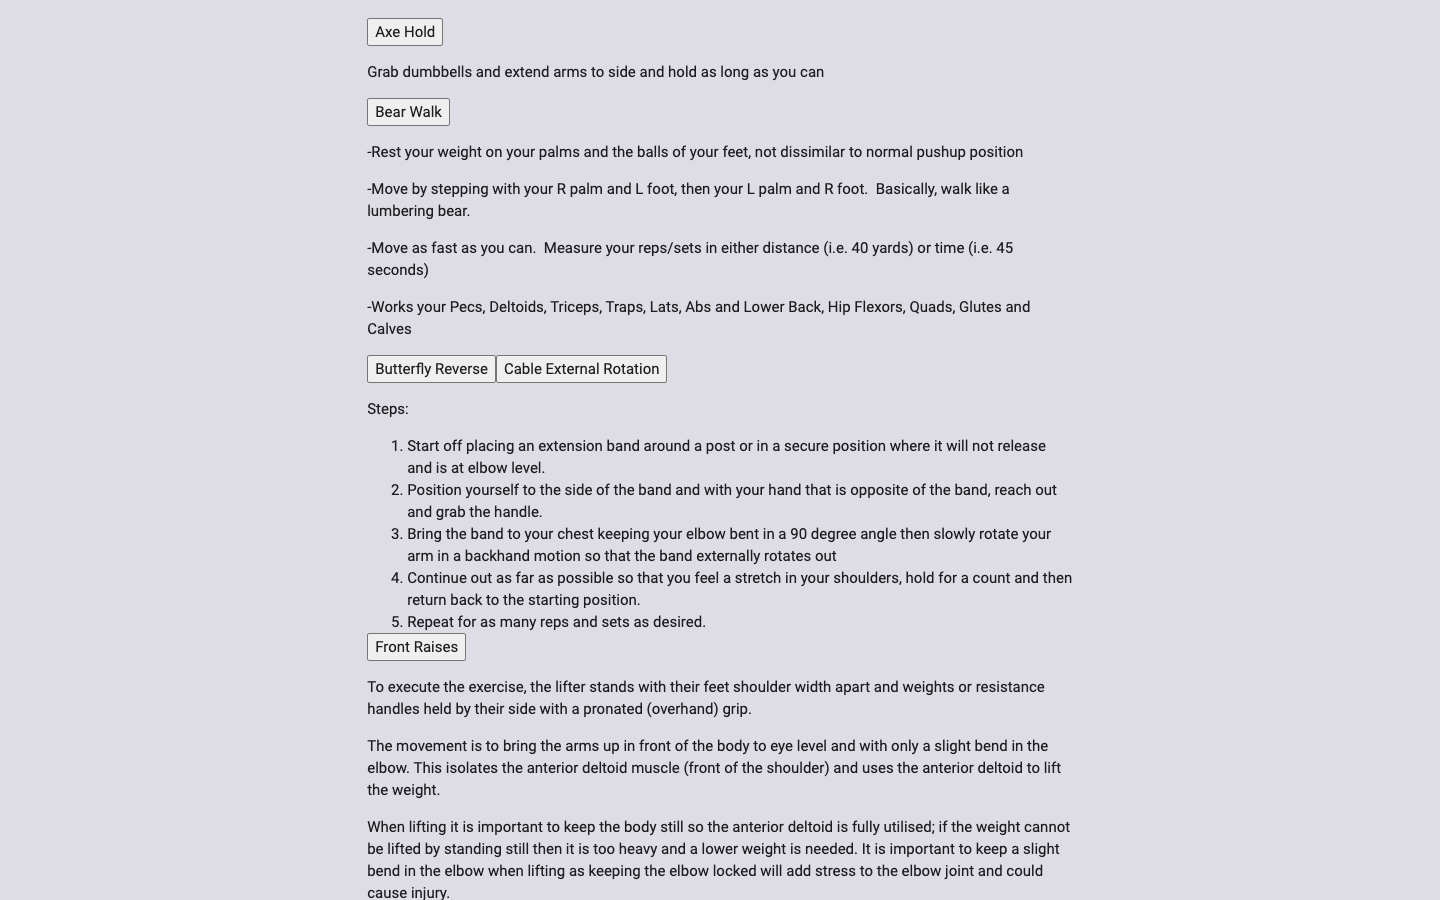 Axe Hold
Grab dumbbells and extend arms to side and hold as long as you can
Bear Walk
-Rest your weight on your palms and the balls of your feet, not dissimilar to normal pushup position
-Move by stepping with your R palm and L foot, then your L palm and R foot.  Basically, walk like a
lumbering bear.
-Move as fast as you can.  Measure your reps/sets in either distance (i.e. 40 yards) or time (i.e. 45
seconds)
-Works your Pecs, Deltoids, Triceps, Traps, Lats, Abs and Lower Back, Hip Flexors, Quads, Glutes and
Calves
Butterfly Reverse Cable External Rotation
Steps:
1. Start off placing an extension band around a post or in a secure position where it will not release
and is at elbow level.
2. Position yourself to the side of the band and with your hand that is opposite of the band, reach out
and grab the handle.
3. Bring the band to your chest keeping your elbow bent in a 90 degree angle then slowly rotate your
arm in a backhand motion so that the band externally rotates out
4. Continue out as far as possible so that you feel a stretch in your shoulders, hold for a count and then
return back to the starting position.
5. Repeat for as many reps and sets as desired.
Front Raises
To execute the exercise, the lifter stands with their feet shoulder width apart and weights or resistance
handles held by their side with a pronated (overhand) grip.
The movement is to bring the arms up in front of the body to eye level and with only a slight bend in the
elbow. This isolates the anterior deltoid muscle (front of the shoulder) and uses the anterior deltoid to lift
the weight.
When lifting it is important to keep the body still so the anterior deltoid is fully utilised; if the weight cannot
be lifted by standing still then it is too heavy and a lower weight is needed. It is important to keep a slight
bend in the elbow when lifting as keeping the elbow locked will add stress to the elbow joint and could
cause injury.